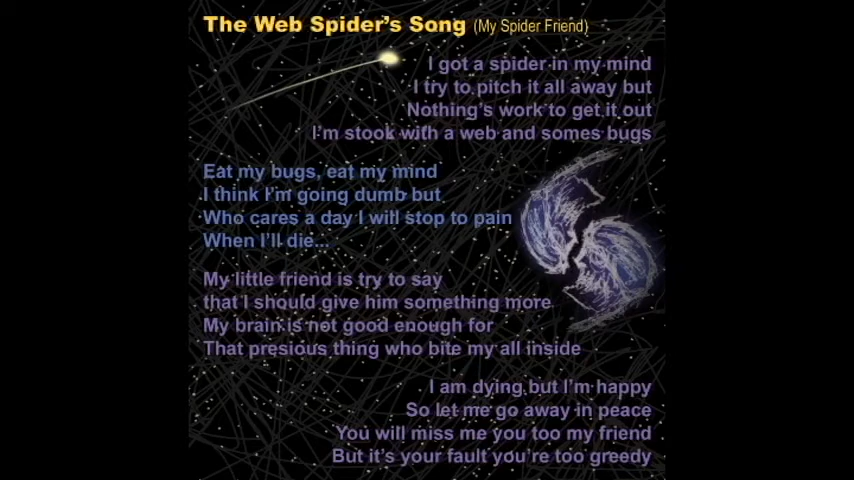 The Web Spider's Song (My Spider Friend)
I got a spider in my mind
I try to pitch it all away but
Nothing's work to get it out
I'm stook with a web and somes bugs
Eat my bugs, eat my mind
I think I'm going dumb but
Who cares a day I will stop to pain
When I'll die...
My little friend is try to say
that I should give him something more
My brain is not good enough for
That presious thing who bite my all inside
I am dying but I'm happy
So let me go away in peace
You will miss me you too my friend
But it's your fault you're too greedy